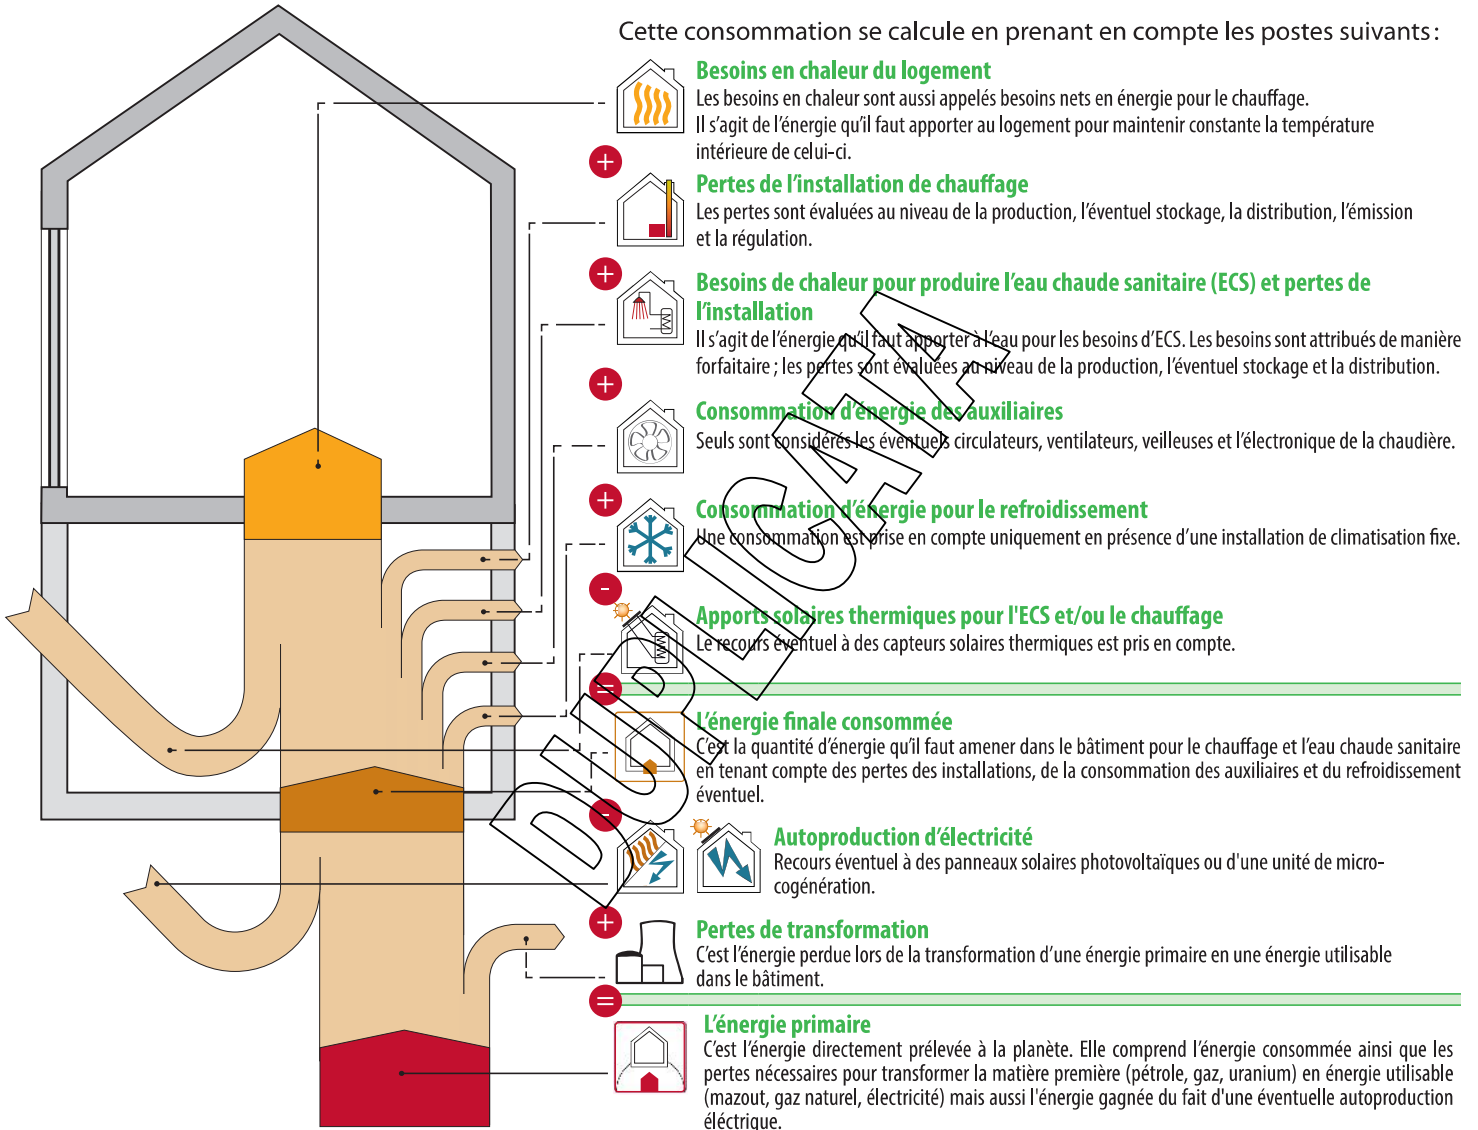 Cette consommation se calcule en prenant en compte les postes suivants :
Besoins en chaleur du logement
Les besoins en chaleur sont aussi appelés besoins nets en énergie pour le chauffage.
Il s'agit de l'énergie qu'il faut apporter au logement pour maintenir constante la température
intérieure de celui-ci.
+
Pertes de l'installation de chauffage
Les pertes sont évaluées au niveau de la production, l'éventuel stockage, la distribution, l'émission
et la régulation.
+
Besoins de chaleur pour produire l'eau chaude sanitaire (ECS) et pertes de
l'installation
Il s'agit de l'énergie qu'il faut apporter à l'eau pour les besoins d'ECS. Les besoins sont attribués de manière
forfaitaire ; les pertes sont évaluées au niveau de la production, l'éventuel stockage et la distribution.
+
Consommation d'énergie des auxiliaires
Seuls sont considérés les éventuels circulateurs, ventilateurs, veilleuses et l'électronique de la chaudière.
+
Consommation d'énergie pour le refroidissement
Une consommation est prise en compte uniquement en présence d'une installation de climatisation fixe.
-
Apports solaires thermiques pour l'ECS et/ou le chauffage
Le recours éventuel à des capteurs solaires thermiques est pris en compte.
=
L'énergie finale consommée
C'est la quantité d'énergie qu'il faut amener dans le bâtiment pour le chauffage et l'eau chaude sanitaire
en tenant compte des pertes des installations, de la consommation des auxiliaires et du refroidissement
éventuel.
-
Autoproduction d'électricité
Recours éventuel à des panneaux solaires photovoltaïques ou d'une unité de micro-
cogénération.
+
Pertes de transformation
C'est l'énergie perdue lors de la transformation d'une énergie primaire en une énergie utilisable
dans le bâtiment.
=
L'énergie primaire
C'est l'énergie directement prélevée à la planète. Elle comprend l'énergie consommée ainsi que les
pertes nécessaires pour transformer la matière première (pétrole, gaz, uranium) en énergie utilisable
(mazout, gaz naturel, électricité) mais aussi l'énergie gagnée du fait d'une éventuelle autoproduction
éléctrique.
DUPLICATA